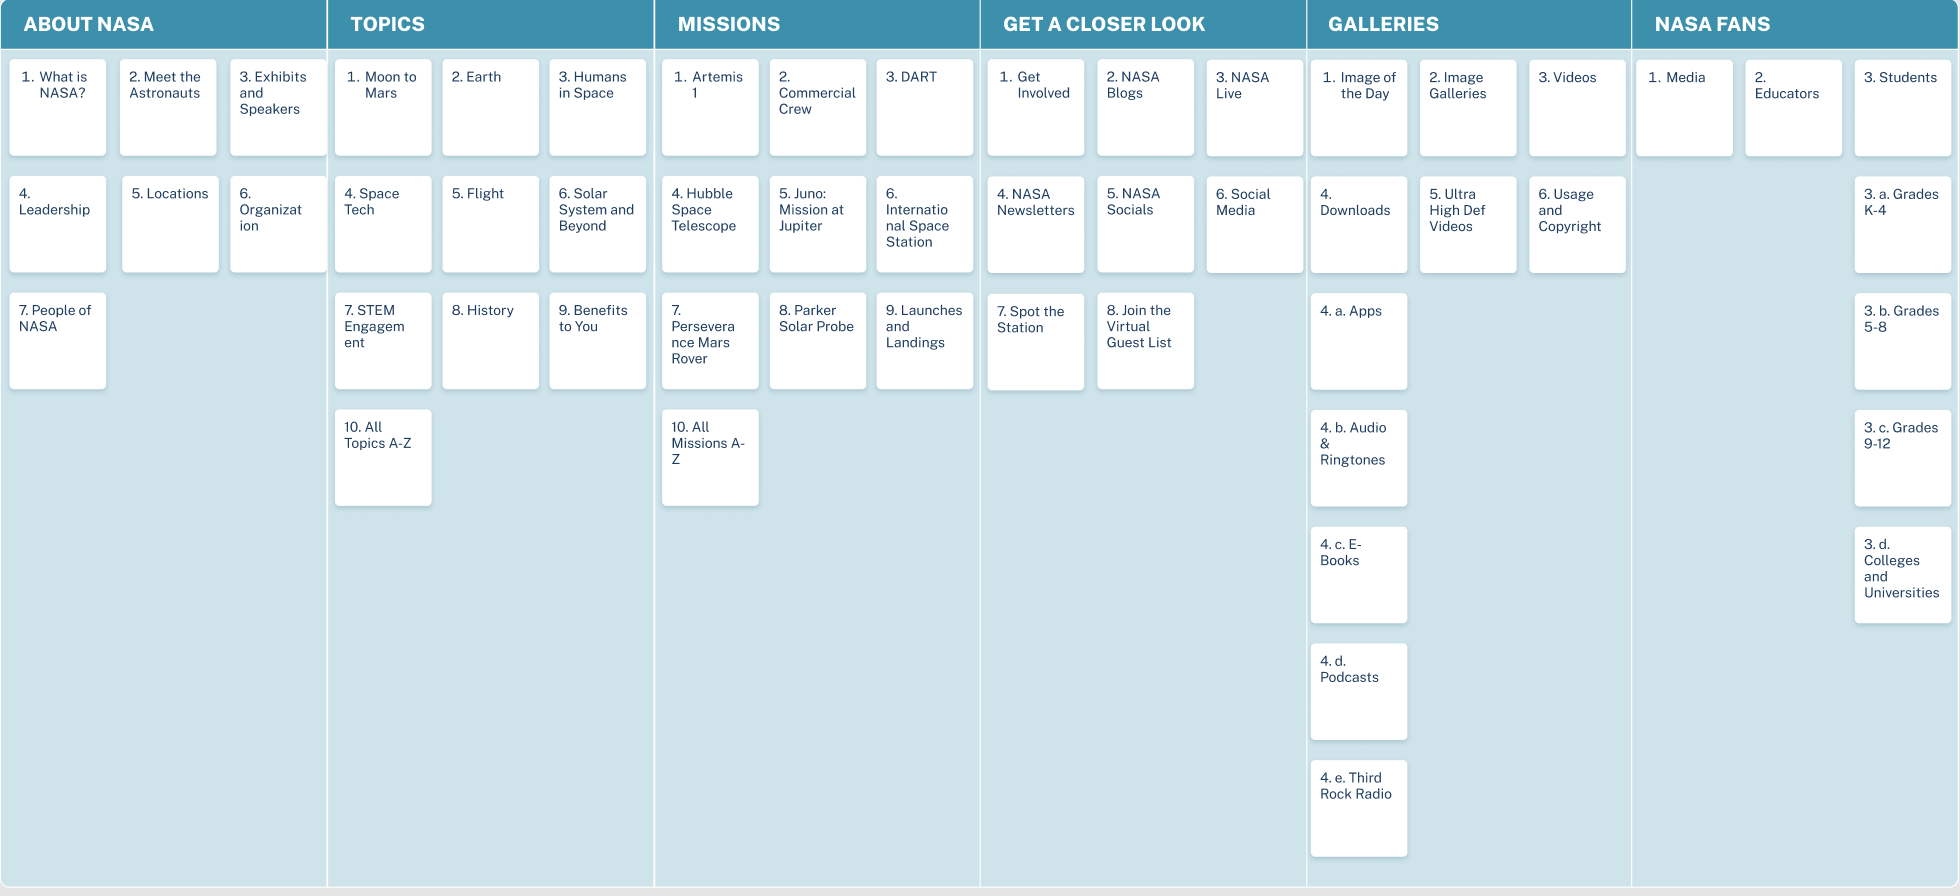 ABOUT NASA
1. What is
NASA?
2. Meet the
Astronauts
3. Exhibits
and
Speakers
4.
Leadership
5. Locations
6.
Organizat
ion
7. People of
NASA
TOPICS
1. Moon to
Mars
2. Earth
3. Humans
in Space
4. Space
Tech
5. Flight
6. Solar
System and
Beyond
7. STEM
Engagem
ent
8. History
9. Benefits
to You
10. All
Topics A-Z
MISSIONS
1. Artemis
1
2.
Commercial
Crew
3. DART
4. Hubble
Space
Telescope
5. Juno:
Mission at
Jupiter
6.
Internatio
nal Space
Station
7.
Persevera
nce Mars
Rover
8. Parker
Solar Probe
9. Launches
and
Landings
10. All
Missions A-
Z
GET A CLOSER LOOK
1. Get
Involved
2. NASA
Blogs
3. NASA
Live
4. NASA
Newsletters
5. NASA
Socials
6. Social
Media
7. Spot the
Station
8. Join the
Virtual
Guest List
GALLERIES
1. Image of
the Day
2. Image
Galleries
3. Videos
4.
Downloads
5. Ultra
High Def
Videos
6. Usage
and
Copyright
4. a. Apps
4. b. Audio
&
Ringtones
4. c. E-
Books
4. d.
Podcasts
4. e. Third
Rock Radio
NASA FANS
1. Media
2.
Educators
3. Students
3. a. Grades
K-4
3. b. Grades
5-8
3. c. Grades
9-12
3. d.
Colleges
and
Universities